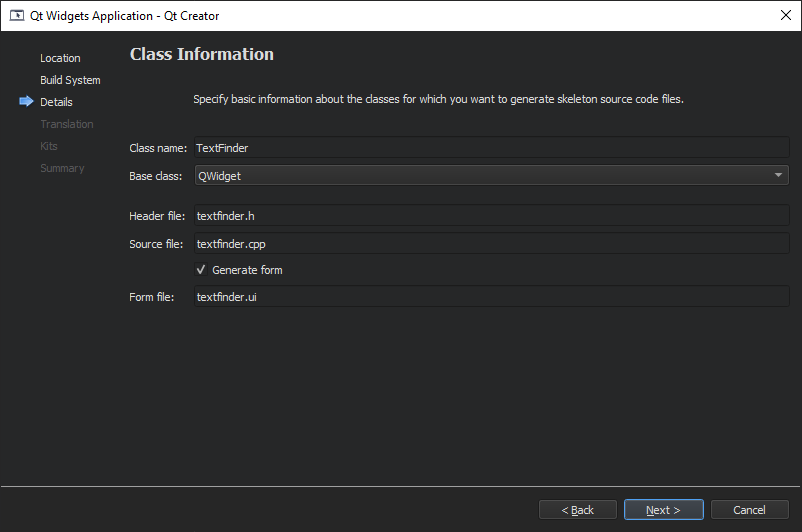 Qt Widgets Application - Qt Creator
Location
Build System
Details
Translation
Kits
Summary
Class Information
Specify basic information about the classes for which you want to generate skeleton source code files.
Class name: TextFinder
Base class: QWidget
Header file: textfinder.h
Source file: textfinder.cpp
Generate form
Form file: textfinder.ui
< Back Next > Cancel